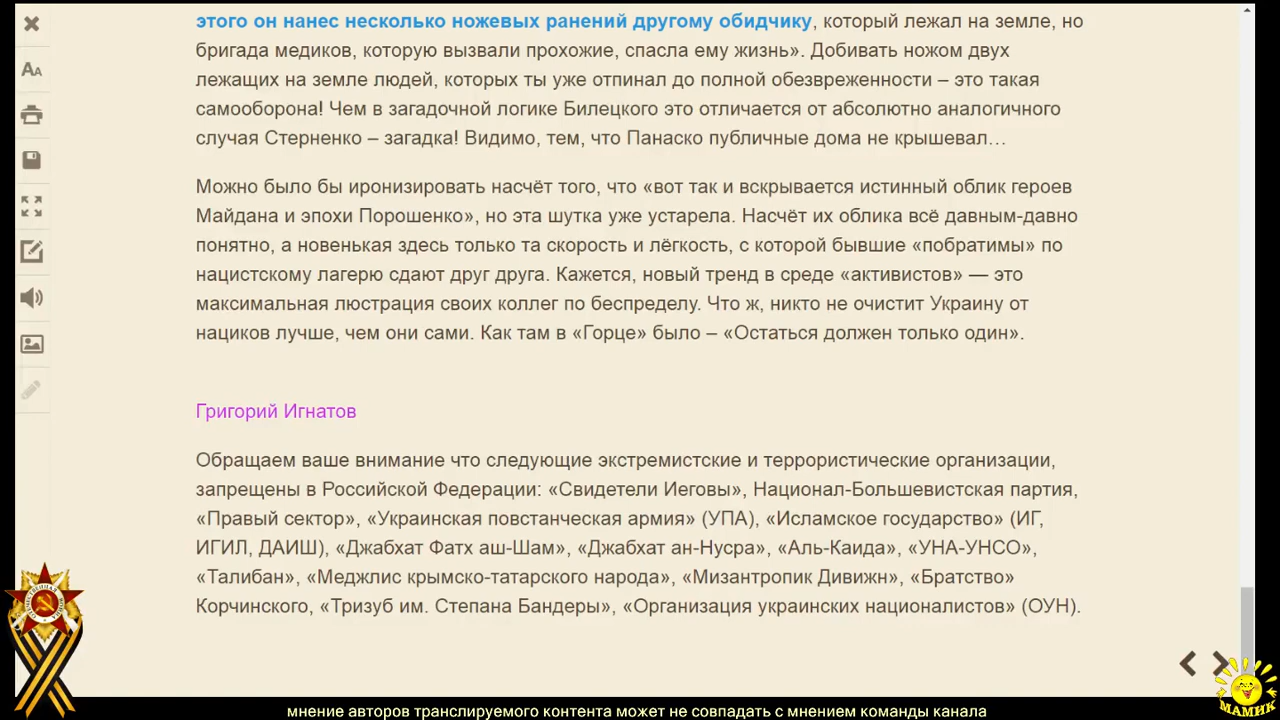 этого он нанес несколько ножевых ранений другому обидчику, который лежал на земле, но
бригада медиков, которую вызвали прохожие, спасла ему жизнь». Добивать ножом двух
лежащих на земле людей, которых ты уже отпинал до полной обезвреженности – это такая
самооборона! Чем в загадочной логике Билецкого это отличается от абсолютно аналогичного
случая Стерненко – загадка! Видимо, тем, что Панаско публичные дома не крышевал…
Можно было бы иронизировать насчёт того, что «вот так и вскрывается истинный облик героев
Майдана и эпохи Порошенко», но эта шутка уже устарела. Насчёт их облика всё давным-давно
понятно, а новенькая здесь только та скорость и лёгкость, с которой бывшие «побратимы» по
нацистскому лагерю сдают друг друга. Кажется, новый тренд в среде «активистов» — это
максимальная люстрация своих коллег по беспределу. Что ж, никто не очистит Украину от
нациков лучше, чем они сами. Как там в «Горце» было – «Остаться должен только один».
Григорий Игнатов
Обращаем ваше внимание что следующие экстремистские и террористические организации,
запрещены в Российской Федерации: «Свидетели Иеговы», Национал-Большевистская партия,
«Правый сектор», «Украинская повстанческая армия» (УПА), «Исламское государство» (ИГ,
ИГИЛ, ДАИШ), «Джабхат Фатх аш-Шам», «Джабхат ан-Нусра», «Аль-Каида», «УНА-УНСО»,
«Талибан», «Меджлис крымско-татарского народа», «Мизантропик Дивижн», «Братство»
Корчинского, «Тризуб им. Степана Бандеры», «Организация украинских националистов» (ОУН).
МАМИК
мнение авторов транслируемого контента может не совпадать с мнением команды канала